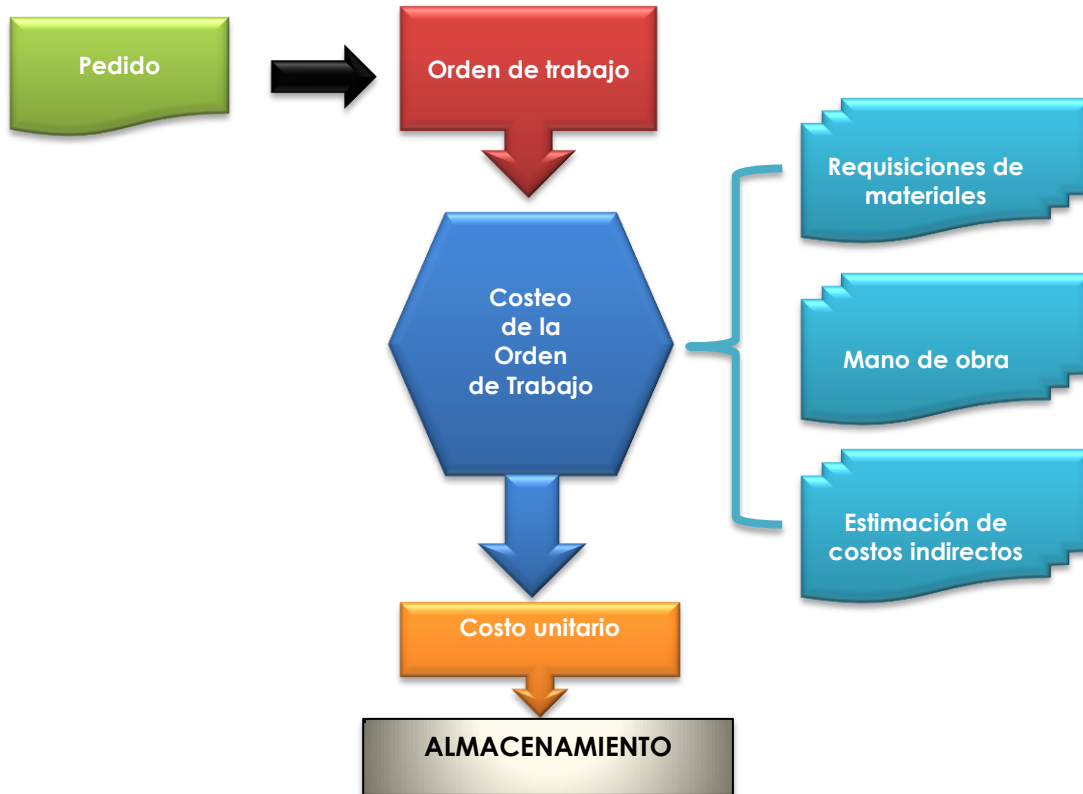 Pedido
Orden de trabajo
Requisiciones de
materiales
Costeo
de la
Orden
de Trabajo
Mano de obra
Estimación de
costos indirectos
Costo unitario
ALMACENAMIENTO